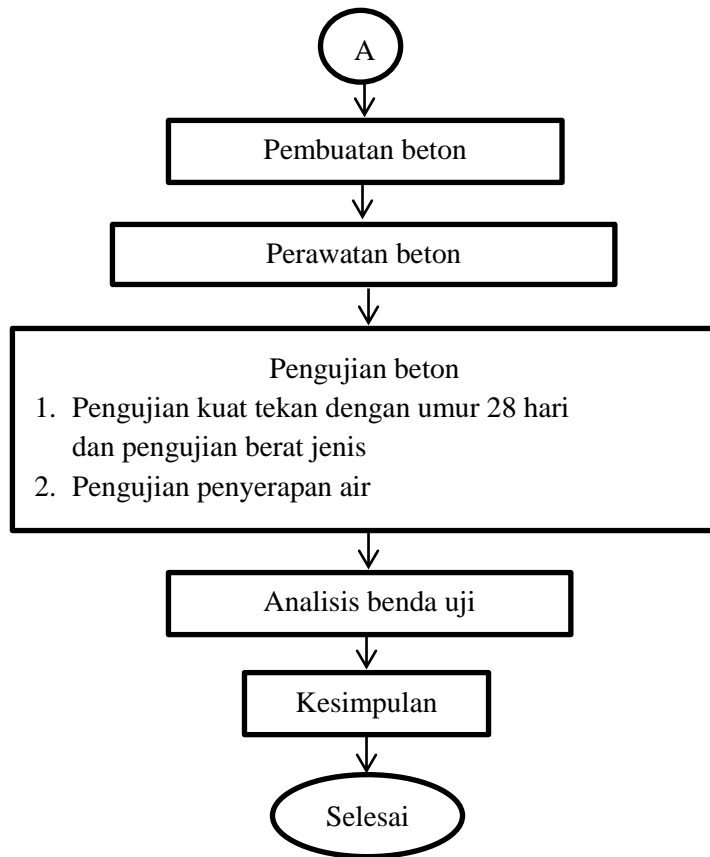 A
Pembuatan beton
Perawatan beton
Pengujian beton
1. Pengujian kuat tekan dengan umur 28 hari
dan pengujian berat jenis
2. Pengujian penyerapan air
Analisis benda uji
Kesimpulan
Selesai